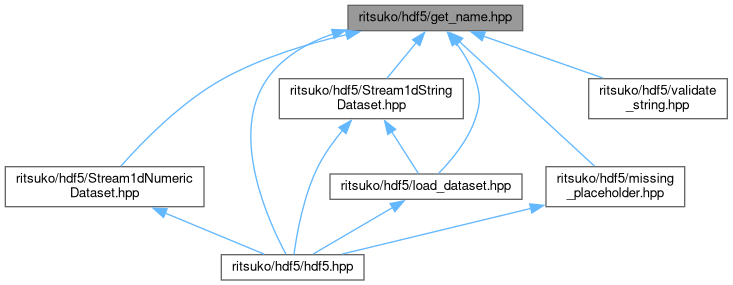 ritsuko/hdf5/get_name.hpp
ritsuko/hdf5/Stream1dString
Dataset.hpp
ritsuko/hdf5/validate
_string.hpp
ritsuko/hdf5/Stream1dNumeric
Dataset.hpp
ritsuko/hdf5/load_dataset.hpp
ritsuko/hdf5/missing
_placeholder.hpp
ritsuko/hdf5/hdf5.hpp